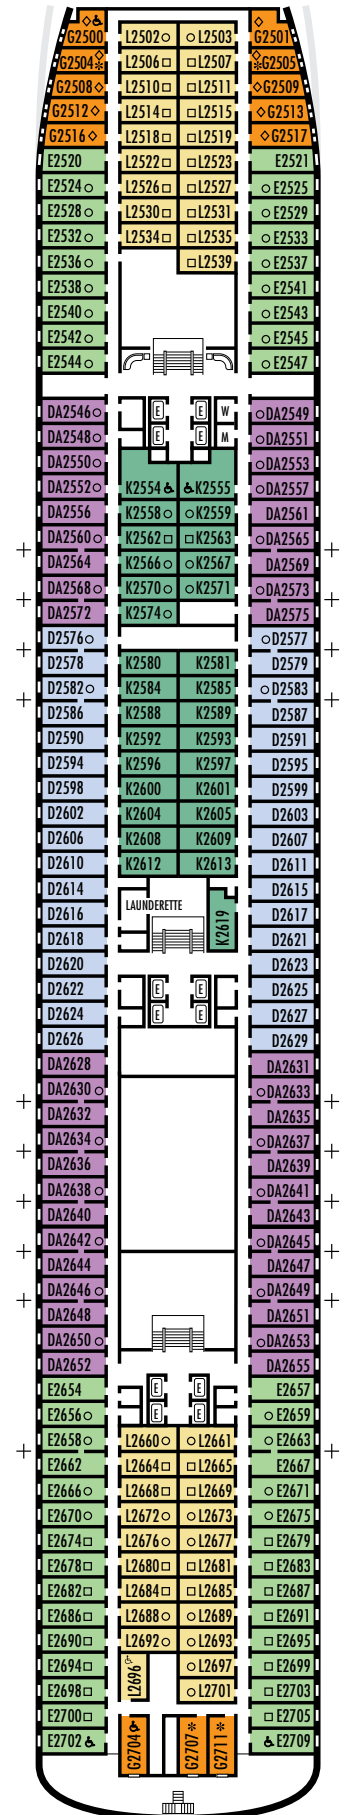 G2500 L2502 L2503 G2501
G2504 L2506 L2507 G2505
G2508 L2510 L2511 G2509
G2512 L2514 L2515 G2513
G2516 L2518 L2519 G2517
E2520 L2522 L2523 E2521
E2524 L2526 L2527 E2525
E2528 L2530 L2531 E2529
E2532 L2534 L2535 E2533
E2536 L2539 E2537
E2538 E2541
E2540 E2543
E2542 E2545
E2544 E2547
DA2546 E E W DA2549
DA2548 E E M DA2551
DA2550 DA2553
DA2552 K2554 K2555 DA2557
DA2556 K2558 K2559 DA2561
DA2560 K2562 K2563 DA2565
DA2564 K2566 K2567 DA2569
DA2568 K2570 K2571 DA2573
DA2572 K2574 DA2575
D2576 D2577
D2578 K2580 K2581 D2579
D2582 K2584 K2585 D2583
D2586 K2588 K2589 D2587
D2590 K2592 K2593 D2591
D2594 K2596 K2597 D2595
D2598 K2600 K2601 D2599
D2602 K2604 K2605 D2603
D2606 K2608 K2609 D2607
D2610 K2612 K2613 D2611
D2614 D2615
D2616 LAUNDERETTE K2619 D2617
D2618 D2621
D2620 D2623
D2622 E E D2625
D2624 E E D2627
D2626 D2629
DA2628 DA2631
DA2630 DA2633
DA2632 DA2635
DA2634 DA2637
DA2636 DA2639
DA2638 DA2641
DA2640 DA2643
DA2642 DA2645
DA2644 DA2647
DA2646 DA2649
DA2648 DA2651
DA2650 DA2653
DA2652 DA2655
E2654 E E E2657
E2656 E E E2659
E2658 L2660 L2661 E2663
E2662 L2664 L2665 E2667
E2666 L2668 L2669 E2671
E2670 L2672 L2673 E2675
E2674 L2676 L2677 E2679
E2678 L2680 L2681 E2683
E2682 L2684 L2685 E2687
E2686 L2688 L2689 E2691
E2690 L2692 L2693 E2695
E2694 L2696 L2697 E2699
E2698 L2701 E2703
E2700 E2705
E2702 G2704 G2707 G2711 E2709